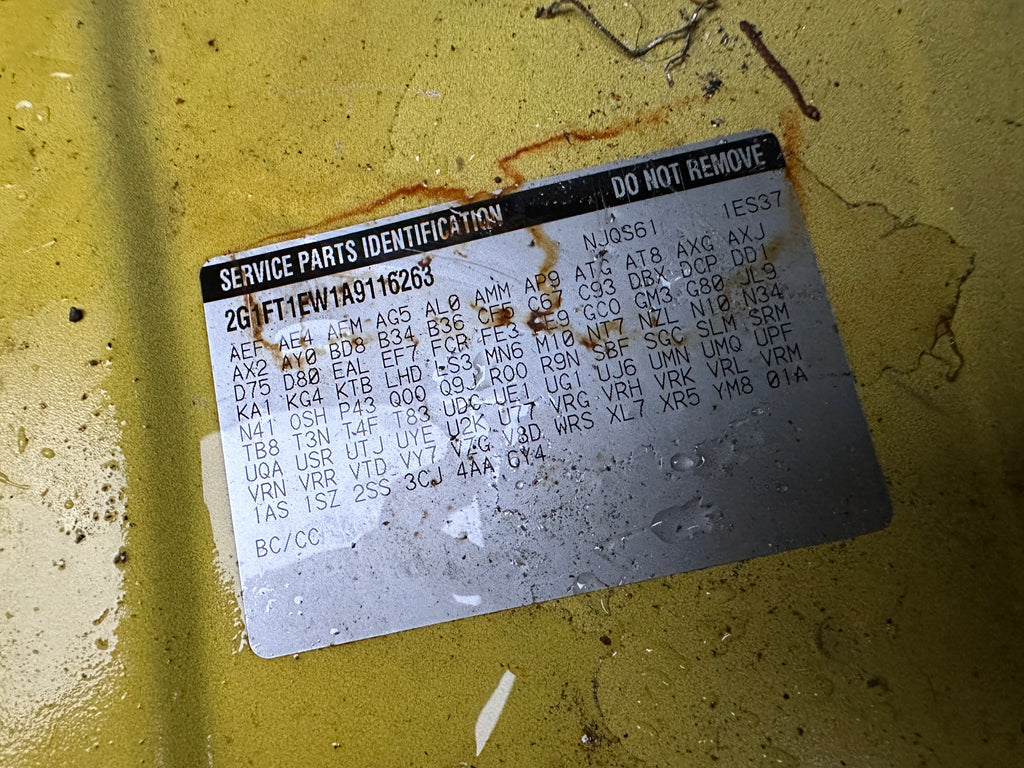 SERVICE PARTS IDENTIFICATION DO NOT REMOVE
2G1FT1EW1A9116263 NJQS61 1ES37
AEF AE4 AFM AG5 AL0 AMM AP9 ATG AT8 AXG AXJ
AX2 AY0 BD8 B34 B36 CF5 C67 C93 DBX DCP DD1
D75 D80 EAL EF7 FCR FE3 FE9 GCO GM3 G80 JL9
KA1 KG4 KTB LHD LS3 MN6 M10 NT7 NZL N10 N34
N41 OSH P43 Q00 Q9J R00 R9N SBF SGC SLM SRM
TB8 T3N T4F T83 UDC UE1 UG1 UJ6 UMN UMQ UPF
UQA USR UTJ UYE U2K U77 VRG VRH VRK VRL VRM
VRN VRR VTD VY7 VZG V3D WRS XL7 XR5 YM8 01A
1AS 1SZ 2SS 3CJ 4AA 6Y4
BC/CC